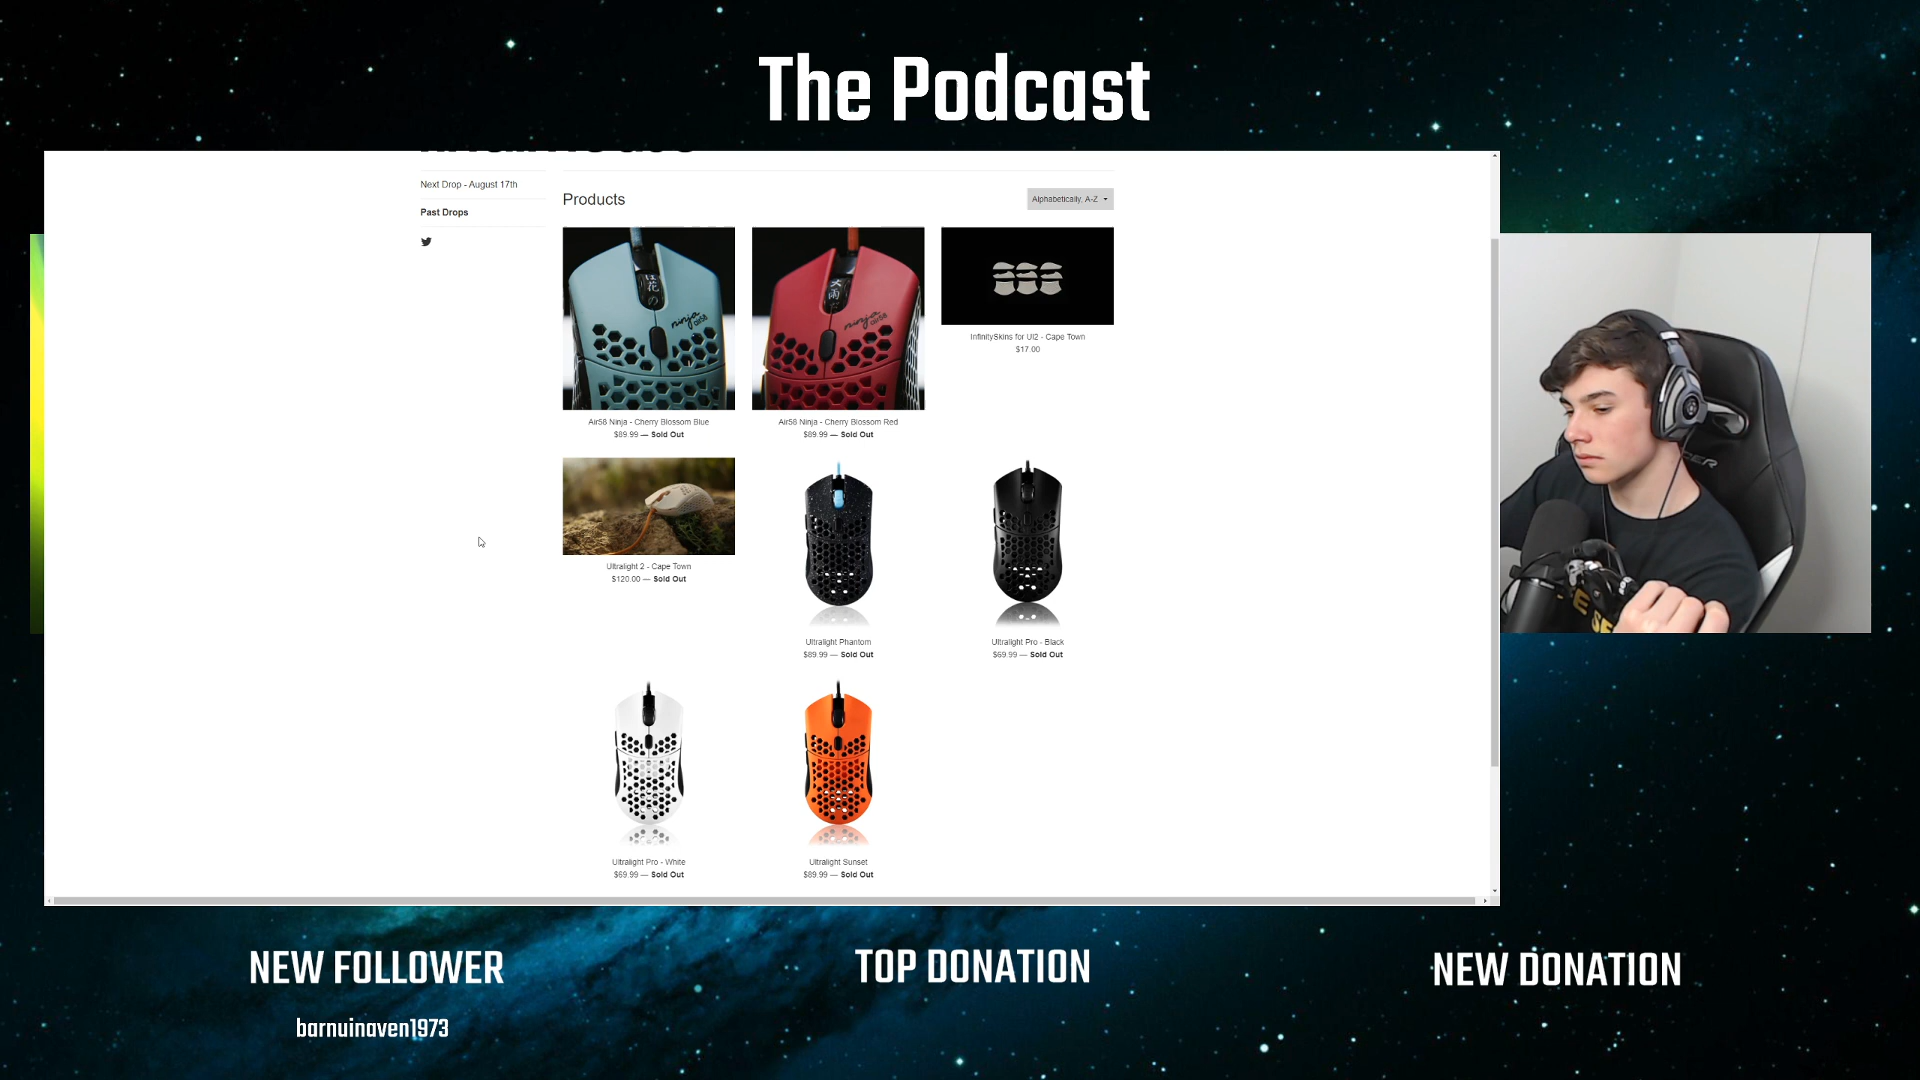 The Podcast
Next Drop - August 17th
Past Drops
Products
Alphabetically, A-Z
ninja
air58
ninja
air58
Air58 Ninja - Cherry Blossom Blue
$89.99 — Sold Out
Air58 Ninja - Cherry Blossom Red
$89.99 — Sold Out
InfinitySkins for Ul2 - Cape Town
$17.00
Ultralight 2 - Cape Town
$120.00 — Sold Out
Ultralight Phantom
$89.99 — Sold Out
Ultralight Pro - Black
$69.99 — Sold Out
Ultralight Pro - White
$69.99 — Sold Out
Ultralight Sunset
$89.99 — Sold Out
NEW FOLLOWER
barnuinaven1973
TOP DONATION
NEW DONATION